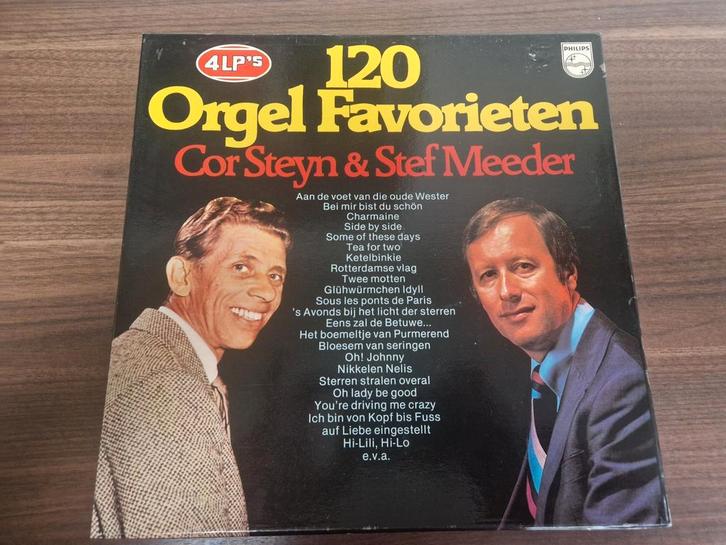 4LP's
120
PHILIPS
Orgel Favorieten
Cor Steyn & Stef Meeder
Aan de voet van die oude Wester
Bei mir bist du schön
Charmaine
Side by side
Some of these days
Tea for two
Ketelbinkie
Rotterdamse vlag
Twee motten
Glühwürmchen Idyll
Sous les ponts de Paris
's Avonds bij het licht der sterren
Eens zal de Betuwe...
Het boemeltje van Purmerend
Bloesem van seringen
Oh! Johnny
Nikkelen Nelis
Sterren stralen overal
Oh lady be good
You're driving me crazy
Ich bin von Kopf bis Fuss
auf Liebe eingestellt
Hi-Lili, Hi-Lo
e.v.a.